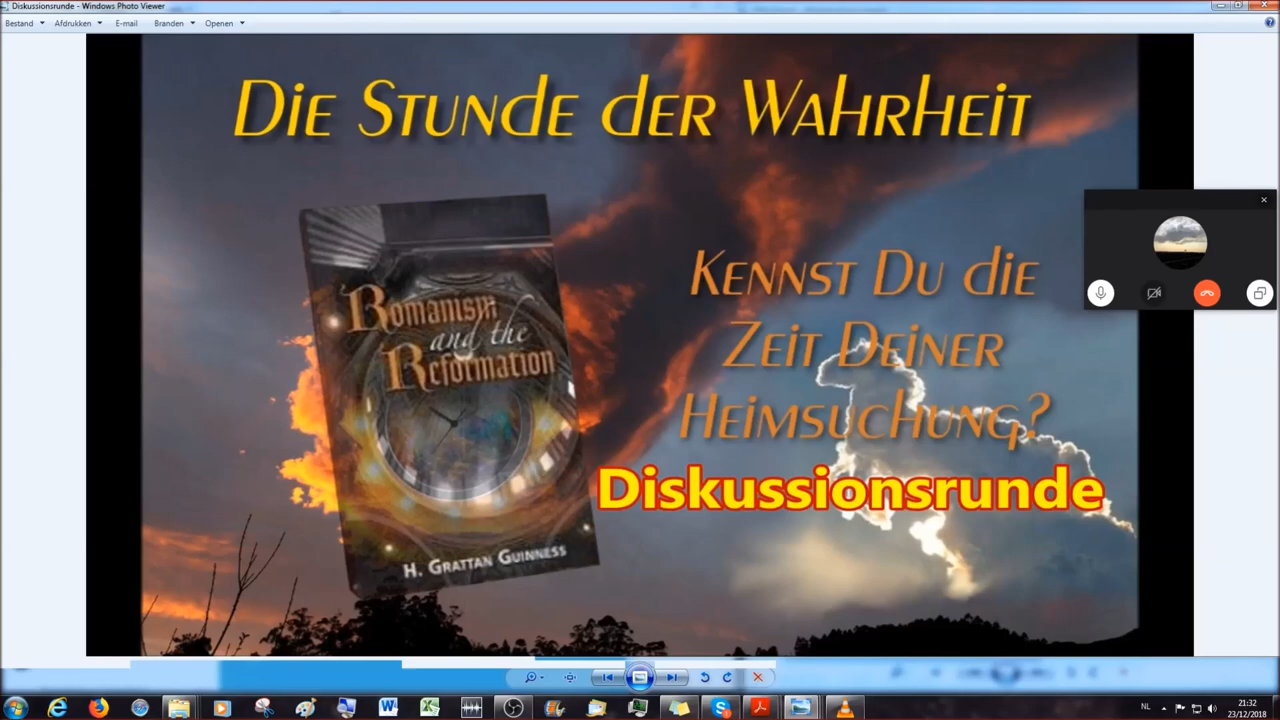 Diskussionsrunde - Windows Photo Viewer
Bestand Afdrukken E-mail Branden Openen
Die Stunde der Wahrheit
Romanism
and the
Reformation
H. Grattan Guinness
Kennst Du die
Zeit Deiner
Heimsuchung?
Diskussionsrunde
NL
21:32
23/12/2018